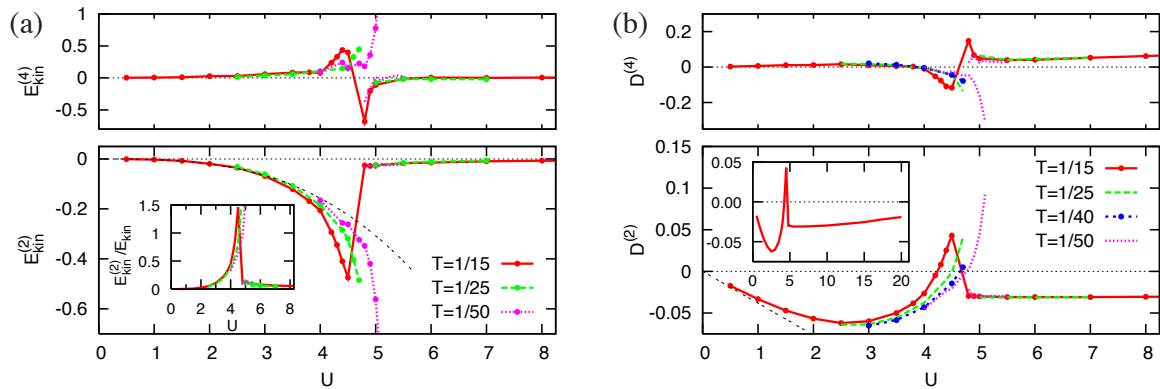 (a)
1
0.5
0
-0.5
E_kin^(4)
0
-0.2
-0.4
-0.6
E_kin^(2)
1.5
1
0.5
0
E_kin^(2)/E_kin
0 2 4 6 8
U
T=1/15
T=1/25
T=1/50
0 1 2 3 4 5 6 7 8
U
(b)
0.2
0
-0.2
D^(4)
0.15
0.10
0.05
0
-0.05
D^(2)
0.05
0.00
-0.05
0 5 10 15 20
T=1/15
T=1/25
T=1/40
T=1/50
0 1 2 3 4 5 6 7 8
U